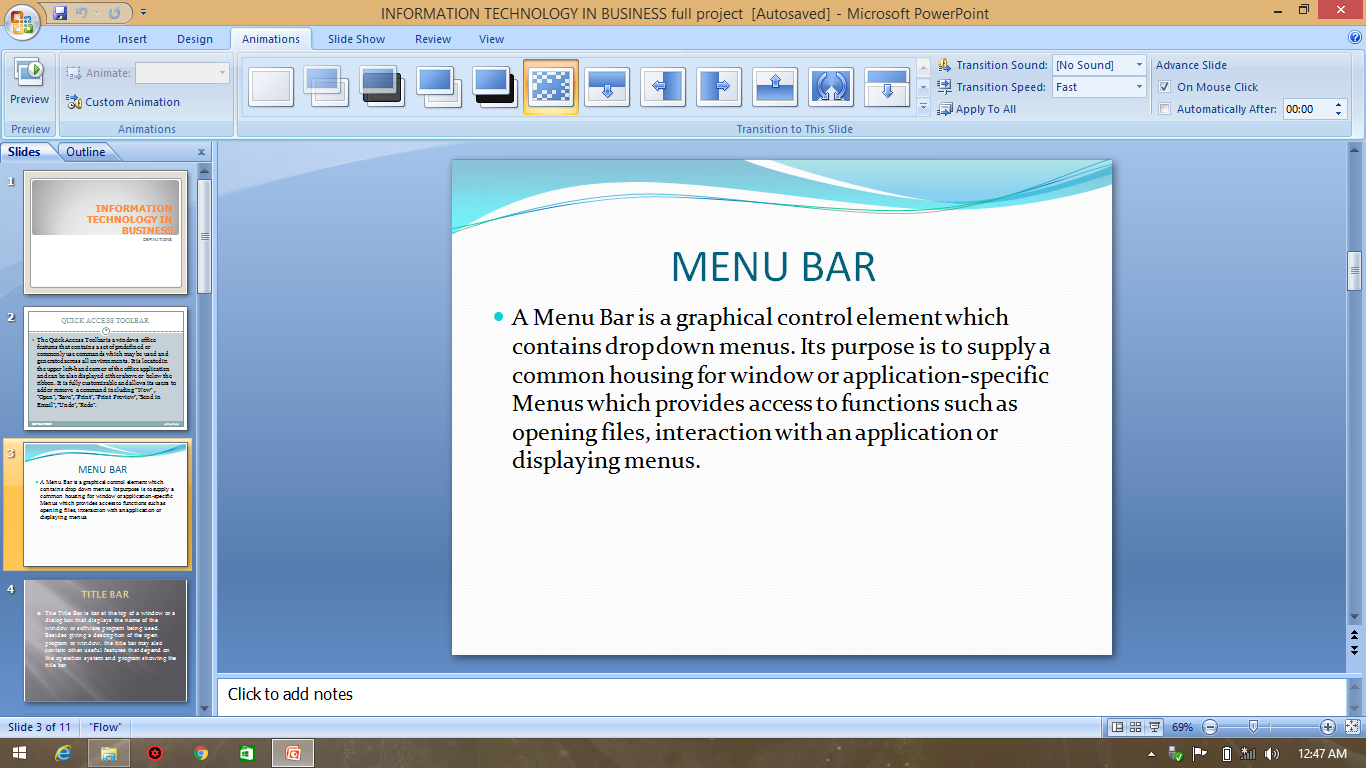 INFORMATION TECHNOLOGY IN BUSINESS full project [Autosaved] - Microsoft PowerPoint
Home Insert Design Animations Slide Show Review View
Preview
Preview
Animate:
Custom Animation
Animations
Transition Sound: [No Sound]
Transition Speed: Fast
Apply To All
Transition to This Slide
Advance Slide
On Mouse Click
Automatically After: 00:00
Slides Outline x
1
INFORMATION
TECHNOLOGY IN
BUSINESS
DEFINITIONS
2
QUICK ACCESS TOOLBAR
The Quick Access Toolbar is a windows office
features that contains a set of predefined or
commonly use commands which may be used and
generated across all environments. It is located in
the upper left-hand corner of the office application
and can be also displayed either above or below the
ribbon. It is fully customizable and allows its users to
add or remove a command including "New",
"Open", "Save", "Print", "Print Preview", "Send in
Email", "Undo", "Redo".
3
MENU BAR
A Menu Bar is a graphical control element which
contains drop down menus. Its purpose is to supply a
common housing for window or application-specific
Menus which provides access to functions such as
opening files, interaction with an application or
displaying menus.
4
TITLE BAR
The Title Bar is bar at the top of a window or a
dialog box that displays the name of the
window or software program being used.
Besides giving a description of the open
program or window, the title bar may also
contain other useful features that depend on
the operation system and program showing the
title bar
MENU BAR
A Menu Bar is a graphical control element which
contains drop down menus. Its purpose is to supply a
common housing for window or application-specific
Menus which provides access to functions such as
opening files, interaction with an application or
displaying menus.
Click to add notes
Slide 3 of 11 "Flow" 69%
12:47 AM